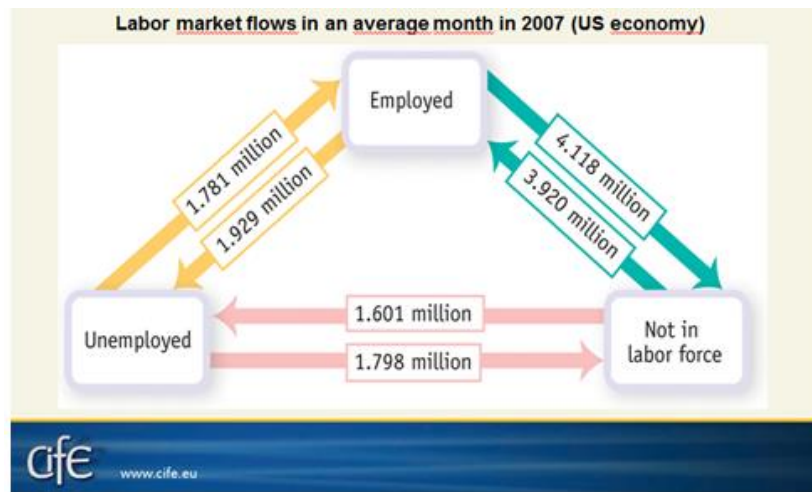 Labor market flows in an average month in 2007 (US economy)
Employed
1.781 million
1.929 million
4.118 million
3.920 million
Unemployed
1.601 million
1.798 million
Not in
labor force
cifE
www.cife.eu